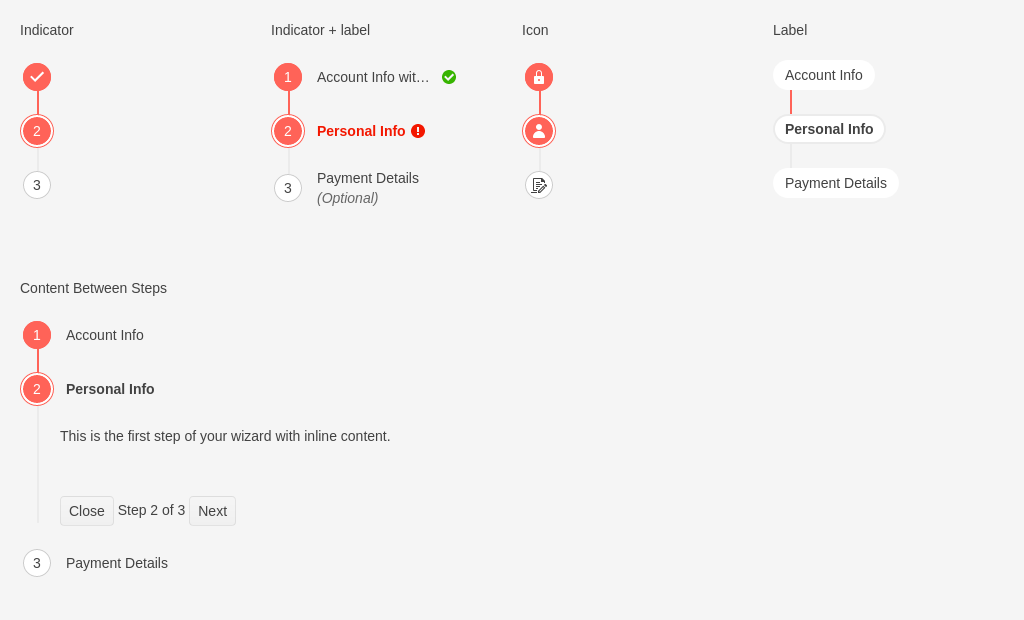 Indicator
2
3
Indicator + label
1 Account Info wit…
2 Personal Info
3 Payment Details
(Optional)
Icon
Label
Account Info
Personal Info
Payment Details
Content Between Steps
1 Account Info
2 Personal Info
This is the first step of your wizard with inline content.
Close Step 2 of 3 Next
3 Payment Details